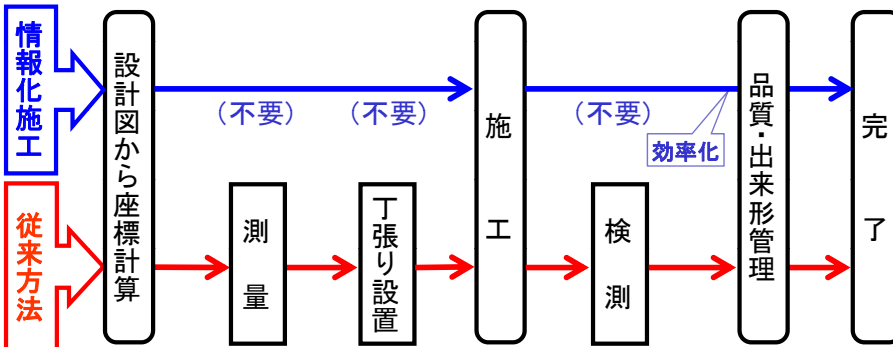 情報化施工
従来方法
設計図から座標計算
(不要)
(不要)
測量
丁張り設置
施工
(不要)
効率化
検測
品質・出来形管理
完了